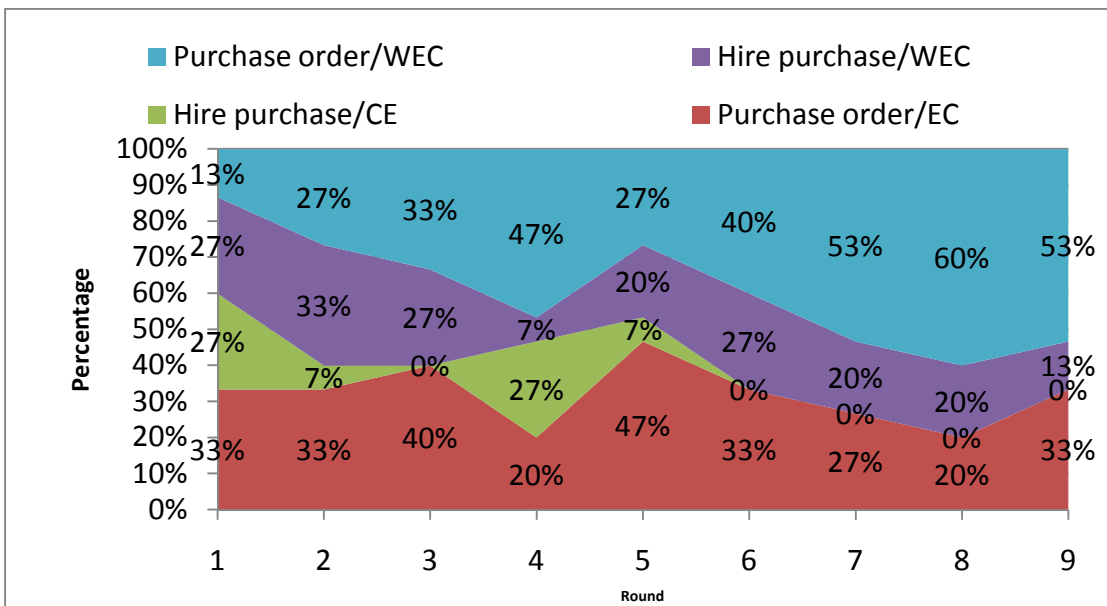 Purchase order/WEC Hire purchase/WEC
Hire purchase/CE Purchase order/EC
Percentage
100%
90%
80%
70%
60%
50%
40%
30%
20%
10%
0%
13% 27% 33% 47% 27% 40% 53% 60% 53%
27% 33% 27% 7% 20% 27% 20% 20% 13%
27% 7% 0% 27% 7% 0% 0% 0% 0%
33% 33% 40% 20% 47% 33% 27% 20% 33%
1 2 3 4 5 6 7 8 9
Round